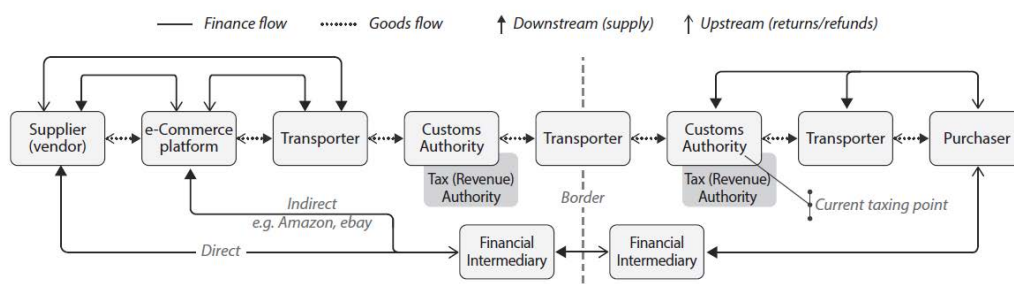 Finance flow
Goods flow
Downstream (supply)
Upstream (returns/refunds)
Supplier
(vendor)
e-Commerce
platform
Transporter
Customs
Authority
Transporter
Customs
Authority
Transporter
Purchaser
Tax (Revenue)
Authority
Tax (Revenue)
Authority
Indirect
e.g. Amazon, ebay
Border
Current taxing point
Direct
Financial
Intermediary
Financial
Intermediary